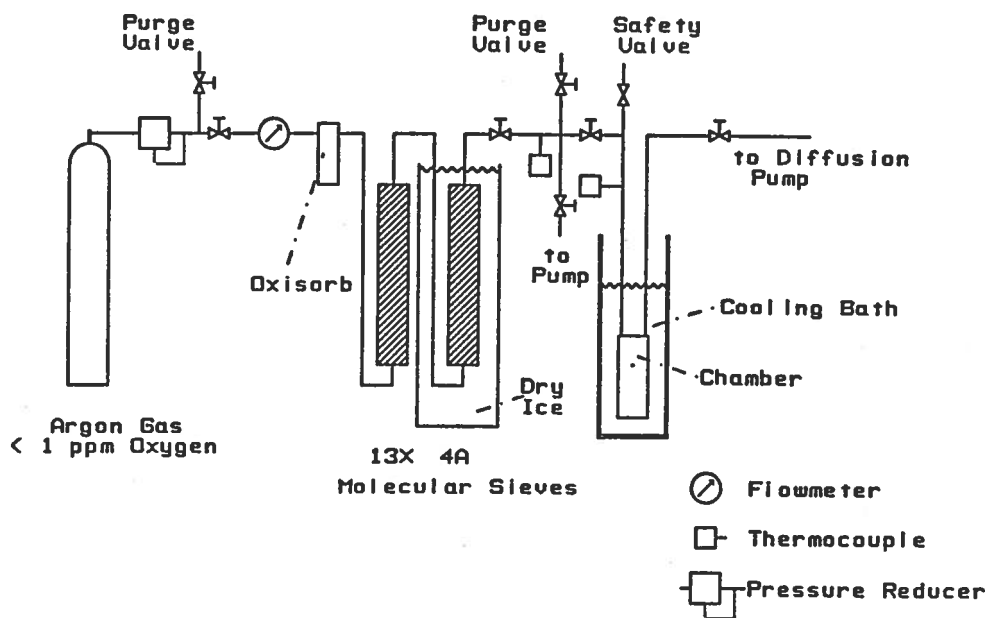 Purge
Valve
Purge
Valve
Safety
Valve
to Diffusion
Pump
to
Pump
Oxisorb
Cooling Bath
Chamber
Dry
Ice
Argon Gas
< 1 ppm Oxygen
13X 4A
Molecular Sieves
Flowmeter
Thermocouple
Pressure Reducer